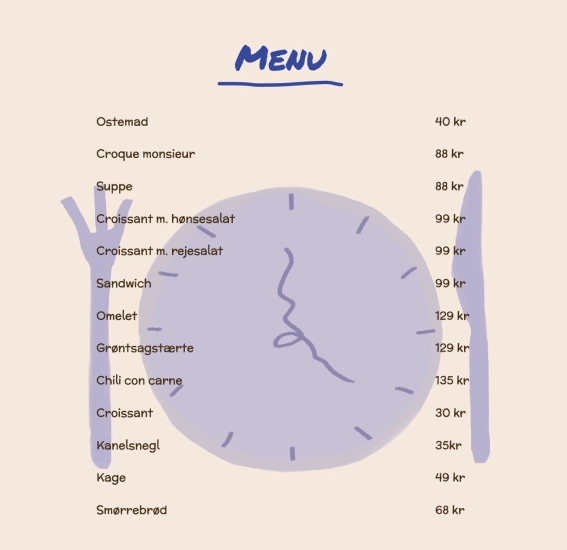 Menu
Ostemad 40 kr
Croque monsieur 88 kr
Suppe 88 kr
Croissant m. hønsesalat 99 kr
Croissant m. rejesalat 99 kr
Sandwich 99 kr
Omelet 129 kr
Grøntsagstærte 129 kr
Chili con carne 135 kr
Croissant 30 kr
Kanelsnegl 35kr
Kage 49 kr
Smørrebrød 68 kr